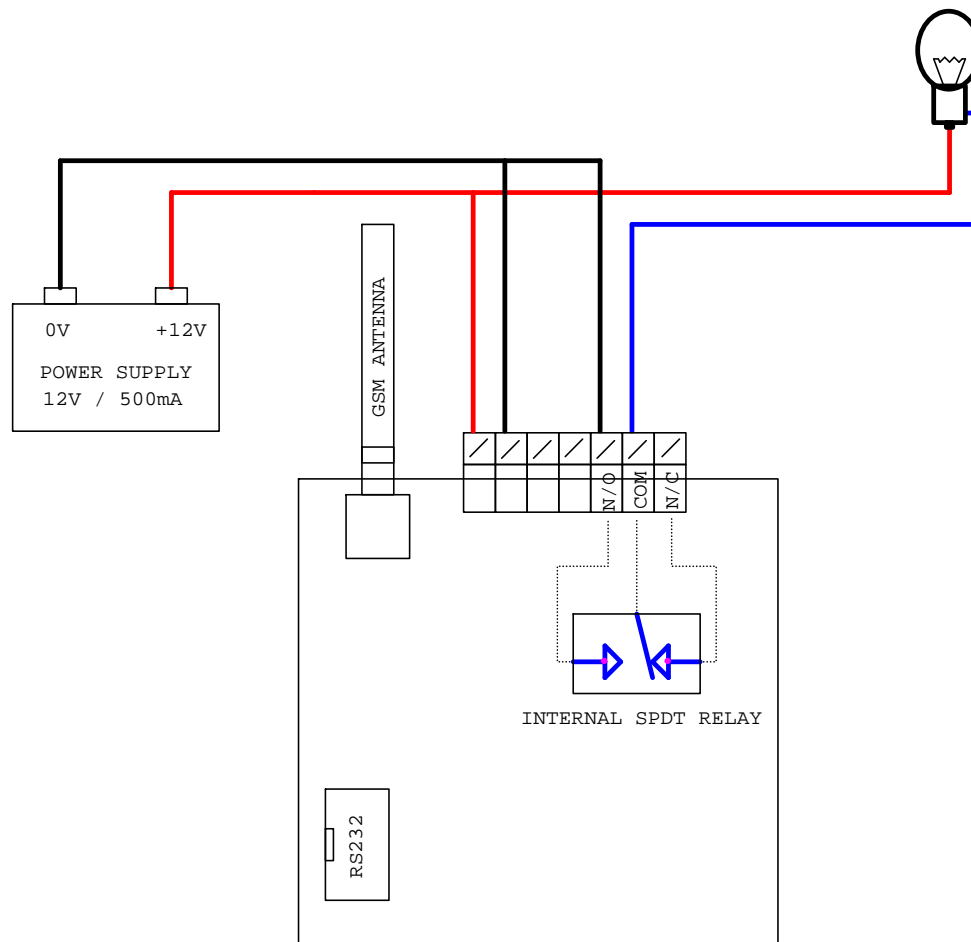 0V
+12V
POWER SUPPLY
12V / 500mA
GSM ANTENNA
N/O
COM
N/C
INTERNAL SPDT RELAY
RS232